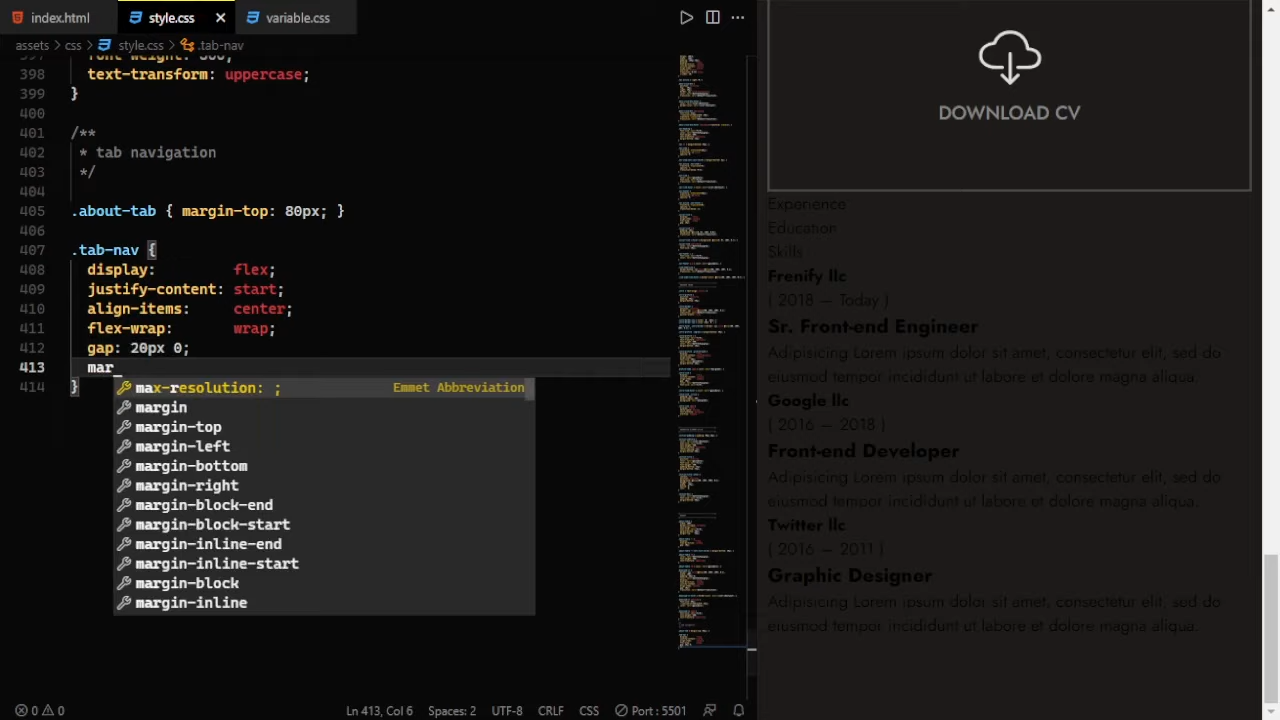 index.html
style.css
variable.css
assets > css > style.css > .tab-nav
398 text-transform: uppercase;
399 }
400
401 /**
402 * tab navigation
403 */
404
405 .about-tab { margin-top: 80px; }
406
407 .tab-nav {
408 display: flex;
409 justify-content: start;
410 align-items: center;
411 flex-wrap: wrap;
412 gap: 20px 0;
413 mar
414 }
max-resolution: ; Emmet Abbreviation
margin
margin-top
margin-left
margin-bottom
margin-right
margin-block-end
margin-block-start
margin-inline-end
margin-inline-start
margin-block
margin-inline
0 0
Ln 413, Col 6
Spaces: 2
UTF-8
CRLF
CSS
Port : 5501
DOWNLOAD CV
Experience
Education
Skills
Frenify llc
( 2018 — Today )
Sr. Front-end Engineer
Adipisicing Lorem ipsum dolor sit amet, consectetur elit, sed do
eiusmod tempor incididunt ut labore et dolore magna aliqua.
Google llc
( 2016 — 2018 )
Front-end Developer
Adipisicing Lorem ipsum dolor sit amet, consectetur elit, sed do
eiusmod tempor incididunt ut labore et dolore magna aliqua.
Twitter llc
( 2016 — 2011 )
Graphic Designer
Adipisicing Lorem ipsum dolor sit amet, consectetur elit, sed do
eiusmod tempor incididunt ut labore et dolore magna aliqua.